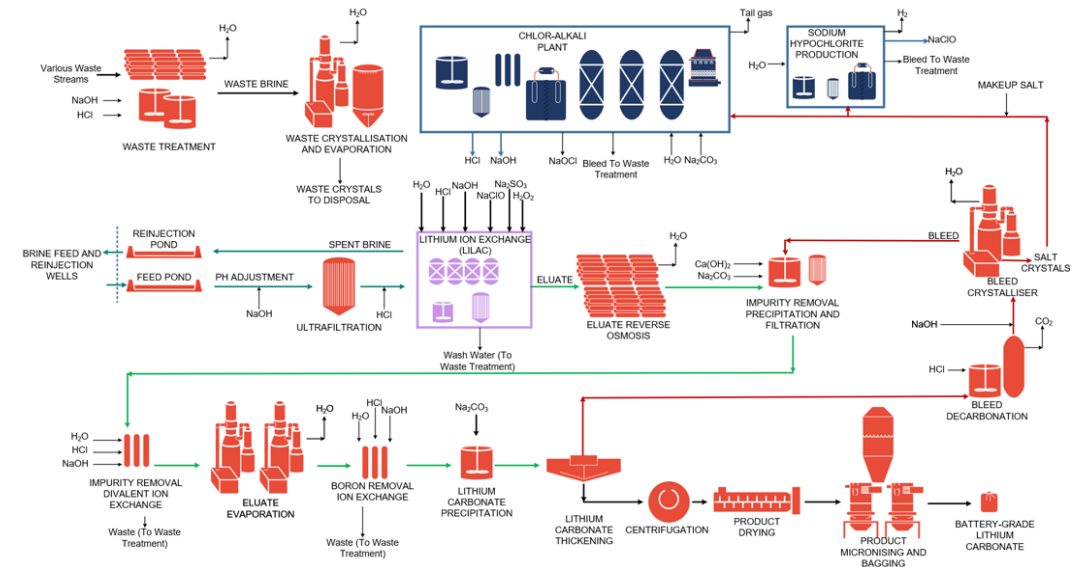 H₂O
Various Waste
Streams
NaOH
HCl
WASTE TREATMENT
WASTE BRINE
H₂O
WASTE CRYSTALLISATION
AND EVAPORATION
WASTE CRYSTALS
TO DISPOSAL
CHLOR-ALKALI
PLANT
Tail gas
HCl
NaOH
NaOCl
Bleed To Waste
Treatment
H₂O
Na₂CO₃
SODIUM
HYPOCHLORITE
PRODUCTION
H₂
NaClO
Bleed To Waste
Treatment
H₂O
MAKEUP SALT
BRINE FEED AND
REINJECTION
WELLS
REINJECTION
POND
FEED POND
SPENT BRINE
PH ADJUSTMENT
NaOH
ULTRAFILTRATION
HCl
H₂O
HCl
NaOH
NaClO
Na₂SO₃
H₂O₂
LITHIUM ION EXCHANGE
(LILAC)
Wash Water (To
Waste Treatment)
ELUATE
H₂O
ELUATE REVERSE
OSMOSIS
Ca(OH)₂
Na₂CO₃
IMPURITY REMOVAL
PRECIPITATION AND
FILTRATION
BLEED
H₂O
SALT
CRYSTALS
BLEED
CRYSTALLISER
NaOH
CO₂
HCl
BLEED
DECARBONATION
H₂O
HCl
NaOH
IMPURITY REMOVAL
DIVALENT ION
EXCHANGE
Waste (To Waste
Treatment)
H₂O
ELUATE
EVAPORATION
H₂O
HCl
NaOH
BORON REMOVAL
ION EXCHANGE
Waste (To Waste
Treatment)
Na₂CO₃
LITHIUM
CARBONATE
PRECIPITATION
LITHIUM
CARBONATE
THICKENING
CENTRIFUGATION
PRODUCT
DRYING
PRODUCT
MICRONISING AND
BAGGING
BATTERY-GRADE
LITHIUM
CARBONATE